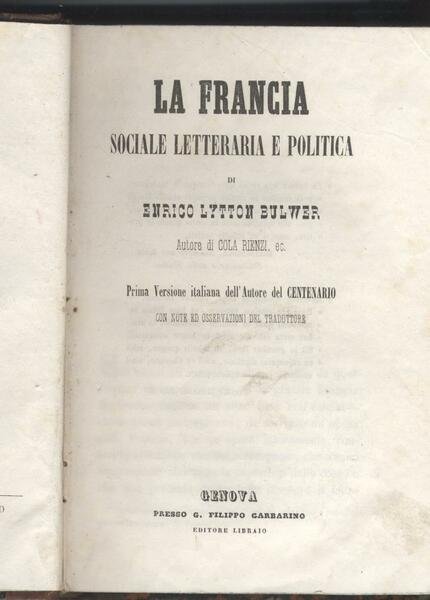 LA FRANCIA
SOCIALE LETTERARIA E POLITICA
DI
ENRICO LYTTON BULWER
Autore di COLA RIENZI, ec.
Prima Versione italiana dell'Autore del CENTENARIO
CON NOTE ED OSSERVAZIONI DEL TRADUTTORE
GENOVA
PRESSO G. FILIPPO GARBARINO
EDITORE LIBRAIO